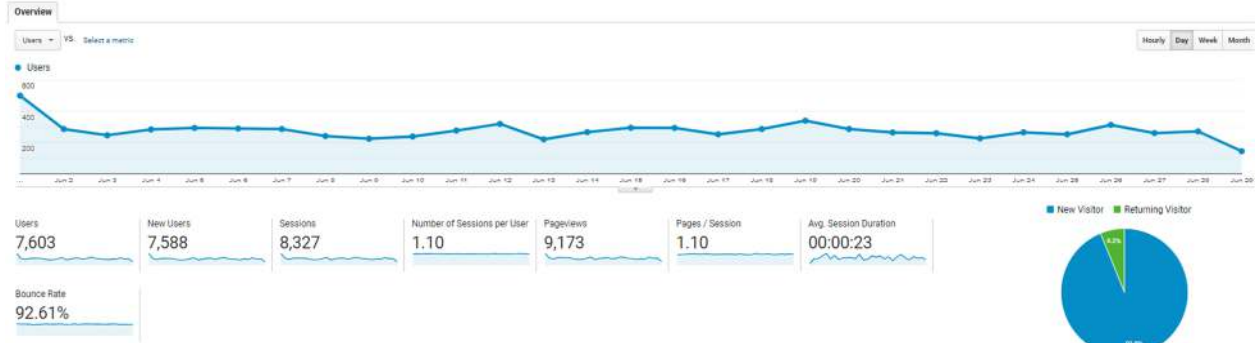 Overview
Users VS. Select a metric
Hourly Day Week Month
Users
600
400
200
... Jun 2 Jun 3 Jun 4 Jun 5 Jun 6 Jun 7 Jun 8 Jun 9 Jun 10 Jun 11 Jun 12 Jun 13 Jun 14 Jun 15 Jun 16 Jun 17 Jun 18 Jun 19 Jun 20 Jun 21 Jun 22 Jun 23 Jun 24 Jun 25 Jun 26 Jun 27 Jun 28 Jun 29
New Visitor Returning Visitor
Users New Users Sessions Number of Sessions per User Pageviews Pages / Session Avg. Session Duration
7,603 7,588 8,327 1.10 9,173 1.10 00:00:23
Bounce Rate
92.61%